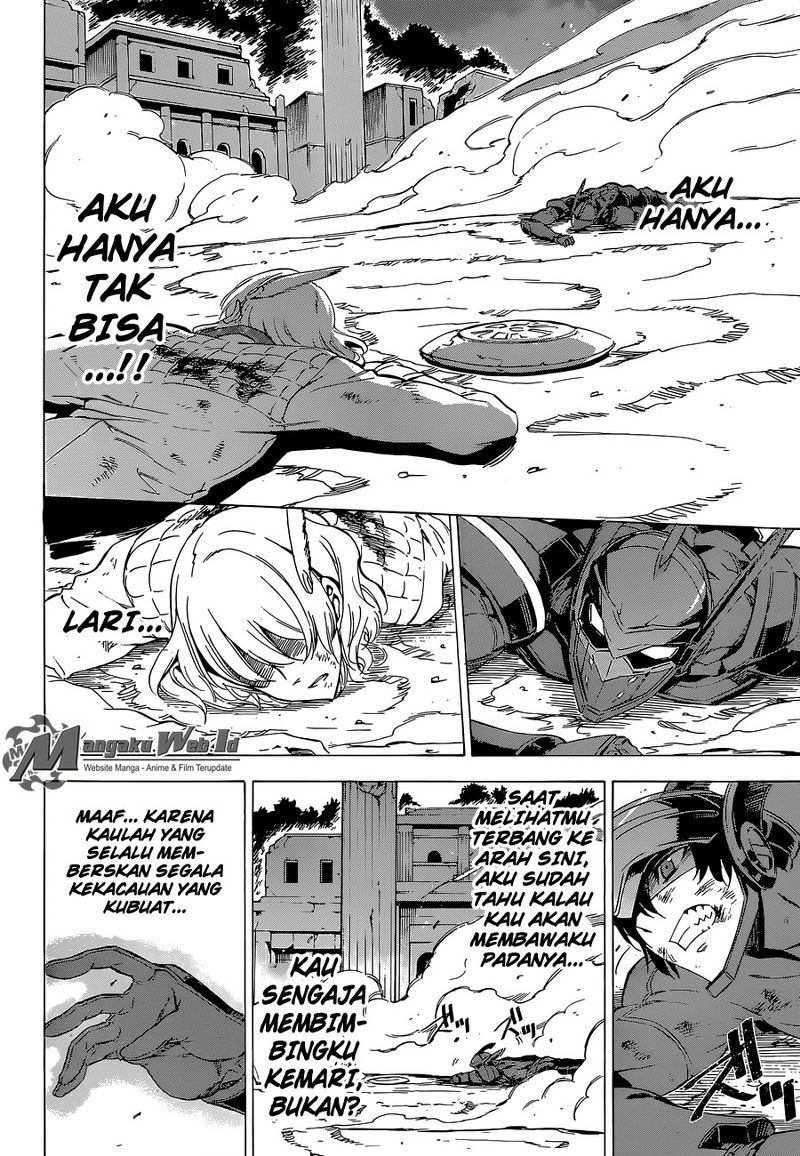 AKU
HANYA...
AKU
HANYA
TAK
BISA
...!!
LARI...
Mangaku.Web.Id
Website Manga - Anime & Film Terupdate
SAAT
MELIHATMU
TERBANG KE
ARAH SINI,
AKU SUDAH
TAHU KALAU
KAU AKAN
MEMBAWAKU
PADANYA...
KAU
SENGAJA
MEMBIM-
BINGKU
KEMARI,
BUKAN?
MAAF... KARENA
KAULAH YANG
SELALU MEM-
BERSKAN SEGALA
KEKACAUAN YANG
KUBUAT...